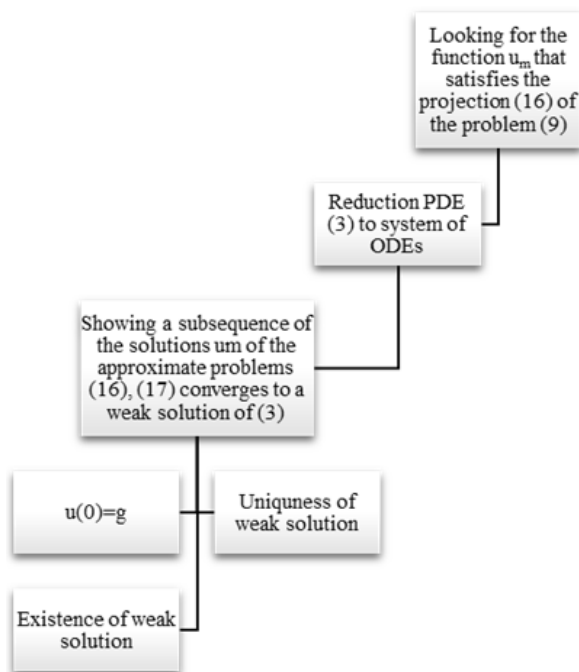 Looking for the
function um that
satisfies the
projection (16) of
the problem (9)
Reduction PDE
(3) to system of
ODEs
Showing a subsequence of
the solutions um of the
approximate problems
(16), (17) converges to a
weak solution of (3)
u(0)=g
Uniquness of
weak solution
Existence of weak
solution